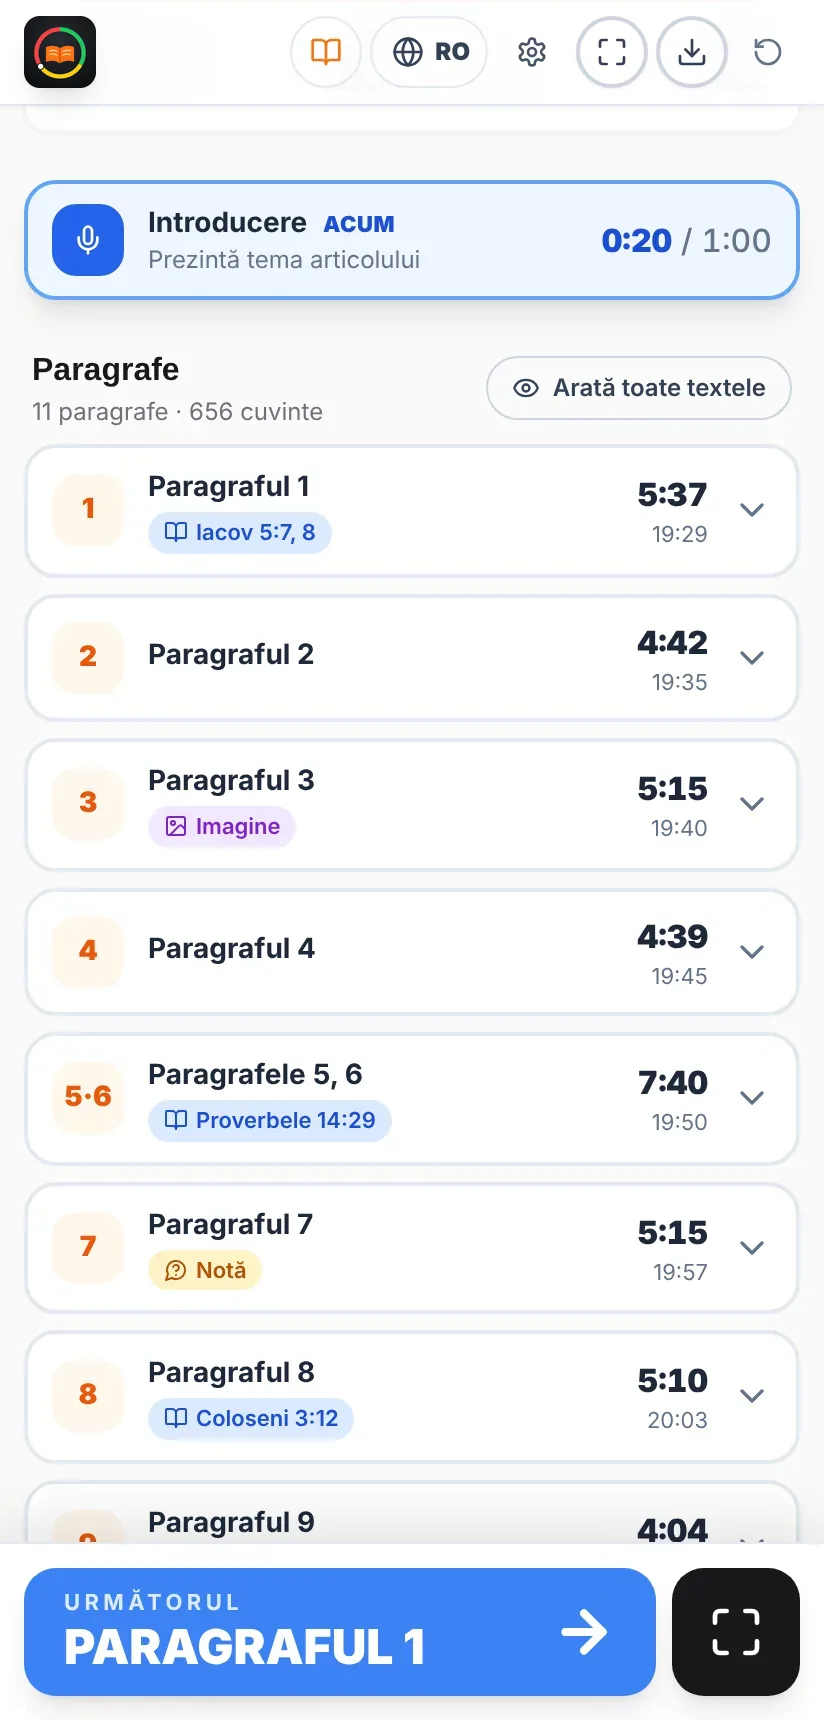 RO
Introducere ACUM
Prezintă tema articolului
0:20 / 1:00
Paragrafe
11 paragrafe · 656 cuvinte
Arată toate textele
1
Paragraful 1
Iacov 5:7, 8
5:37
19:29
2
Paragraful 2
4:42
19:35
3
Paragraful 3
Imagine
5:15
19:40
4
Paragraful 4
4:39
19:45
5·6
Paragrafele 5, 6
Proverbele 14:29
7:40
19:50
7
Paragraful 7
Notă
5:15
19:57
8
Paragraful 8
Coloseni 3:12
5:10
20:03
9
Paragraful 9
4:04
URMĂTORUL
PARAGRAFUL 1